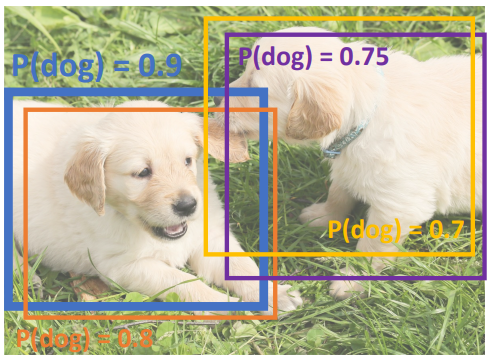 P(dog) = 0.9
P(dog) = 0.75
P(dog) = 0.7
P(dog) = 0.8